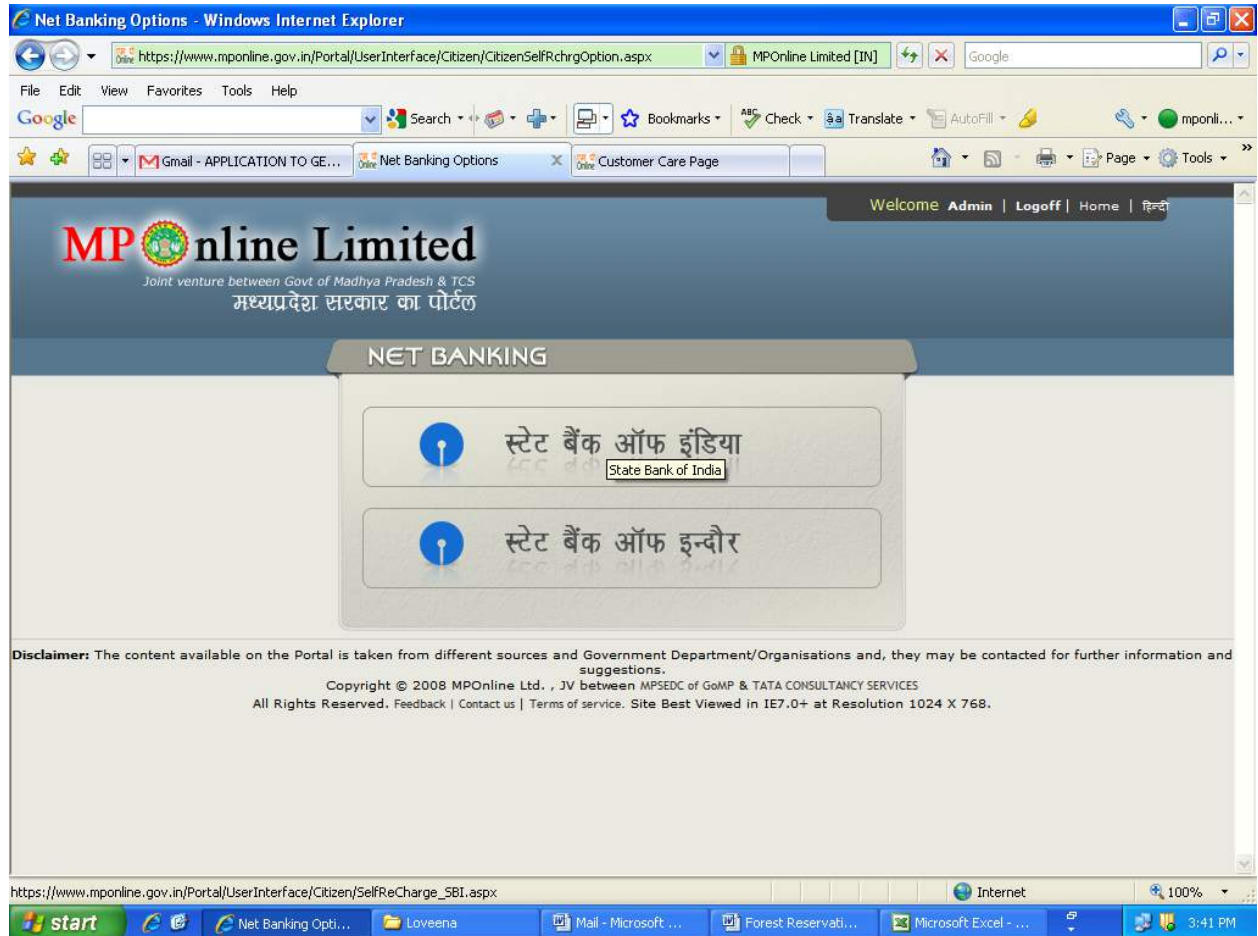 Net Banking Options - Windows Internet Explorer
https://www.mponline.gov.in/Portal/UserInterface/Citizen/CitizenSelfRchrgOption.aspx MPOnline Limited [IN] Google
File Edit View Favorites Tools Help
Google Search Bookmarks ABC Check Translate AutoFill mponli...
Gmail - APPLICATION TO GE... Net Banking Options Customer Care Page Page Tools
Welcome Admin | Logoff | Home | हिन्दी
MPOnline Limited
Joint venture between Govt of Madhya Pradesh & TCS
मध्यप्रदेश सरकार का पोर्टल
NET BANKING
स्टेट बैंक ऑफ इंडिया
State Bank of India
स्टेट बैंक ऑफ इन्दौर
Disclaimer: The content available on the Portal is taken from different sources and Government Department/Organisations and, they may be contacted for further information and
suggestions.
Copyright © 2008 MPOnline Ltd. , JV between MPSEDC of GoMP & TATA CONSULTANCY SERVICES
All Rights Reserved. Feedback | Contact us | Terms of service. Site Best Viewed in IE7.0+ at Resolution 1024 X 768.
https://www.mponline.gov.in/Portal/UserInterface/Citizen/SelfReCharge_SBI.aspx Internet 100%
start Net Banking Opti... Loveena Mail - Microsoft ... Forest Reservati... Microsoft Excel - ... 3:41 PM